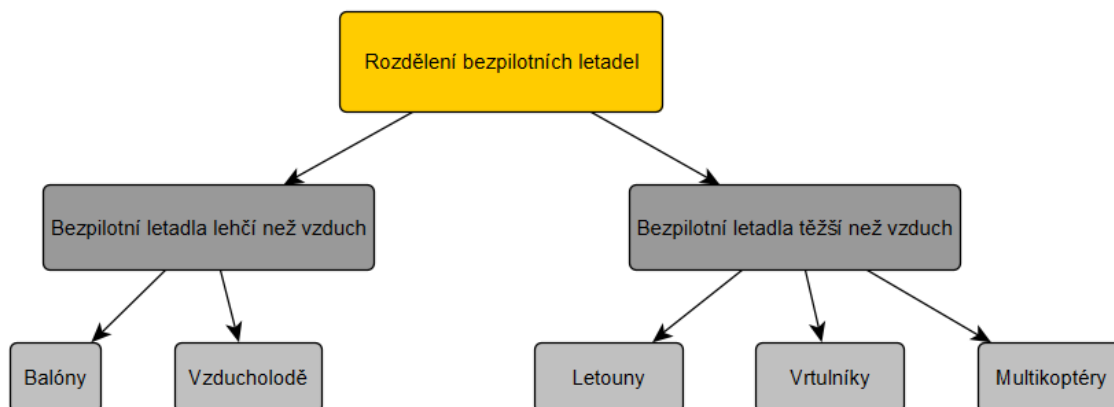 Rozdělení bezpilotních letadel
Bezpilotní letadla lehčí než vzduch
Bezpilotní letadla těžší než vzduch
Balóny
Vzducholodě
Letouny
Vrtulníky
Multikoptéry